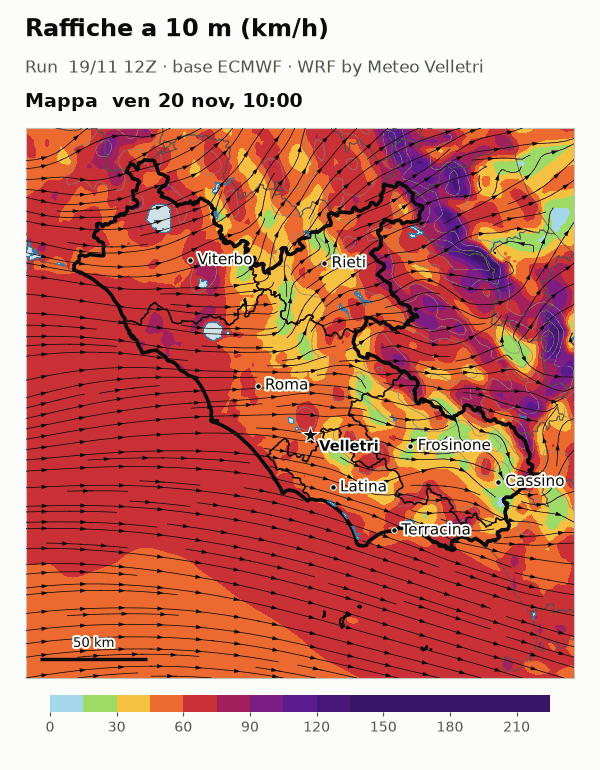 Raffiche a 10 m (km/h)
Run  19/11 12Z · base ECMWF · WRF by Meteo Velletri
Mappa  ven 20 nov, 10:00
Viterbo
Rieti
Roma
Velletri
Frosinone
Cassino
Latina
Terracina
50 km
0 30 60 90 120 150 180 210